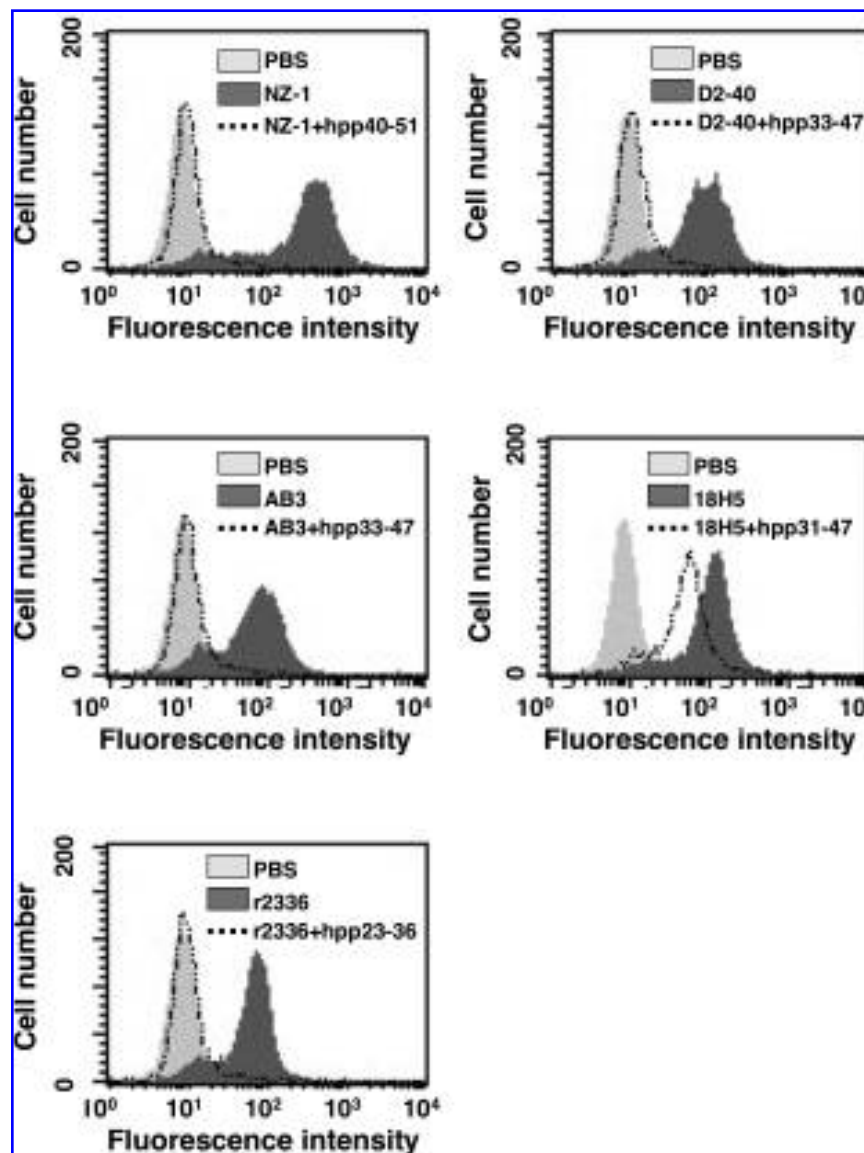 200
Cell number
0
PBS
NZ-1
NZ-1+hpp40-51
10⁰ 10¹ 10² 10³ 10⁴
Fluorescence intensity
200
Cell number
0
PBS
D2-40
D2-40+hpp33-47
10⁰ 10¹ 10² 10³ 10⁴
Fluorescence intensity
200
Cell number
0
PBS
AB3
AB3+hpp33-47
10⁰ 10¹ 10² 10³ 10⁴
Fluorescence intensity
200
Cell number
0
PBS
18H5
18H5+hpp31-47
10⁰ 10¹ 10² 10³ 10⁴
Fluorescence intensity
200
Cell number
0
PBS
r2336
r2336+hpp23-36
10⁰ 10¹ 10² 10³ 10⁴
Fluorescence intensity